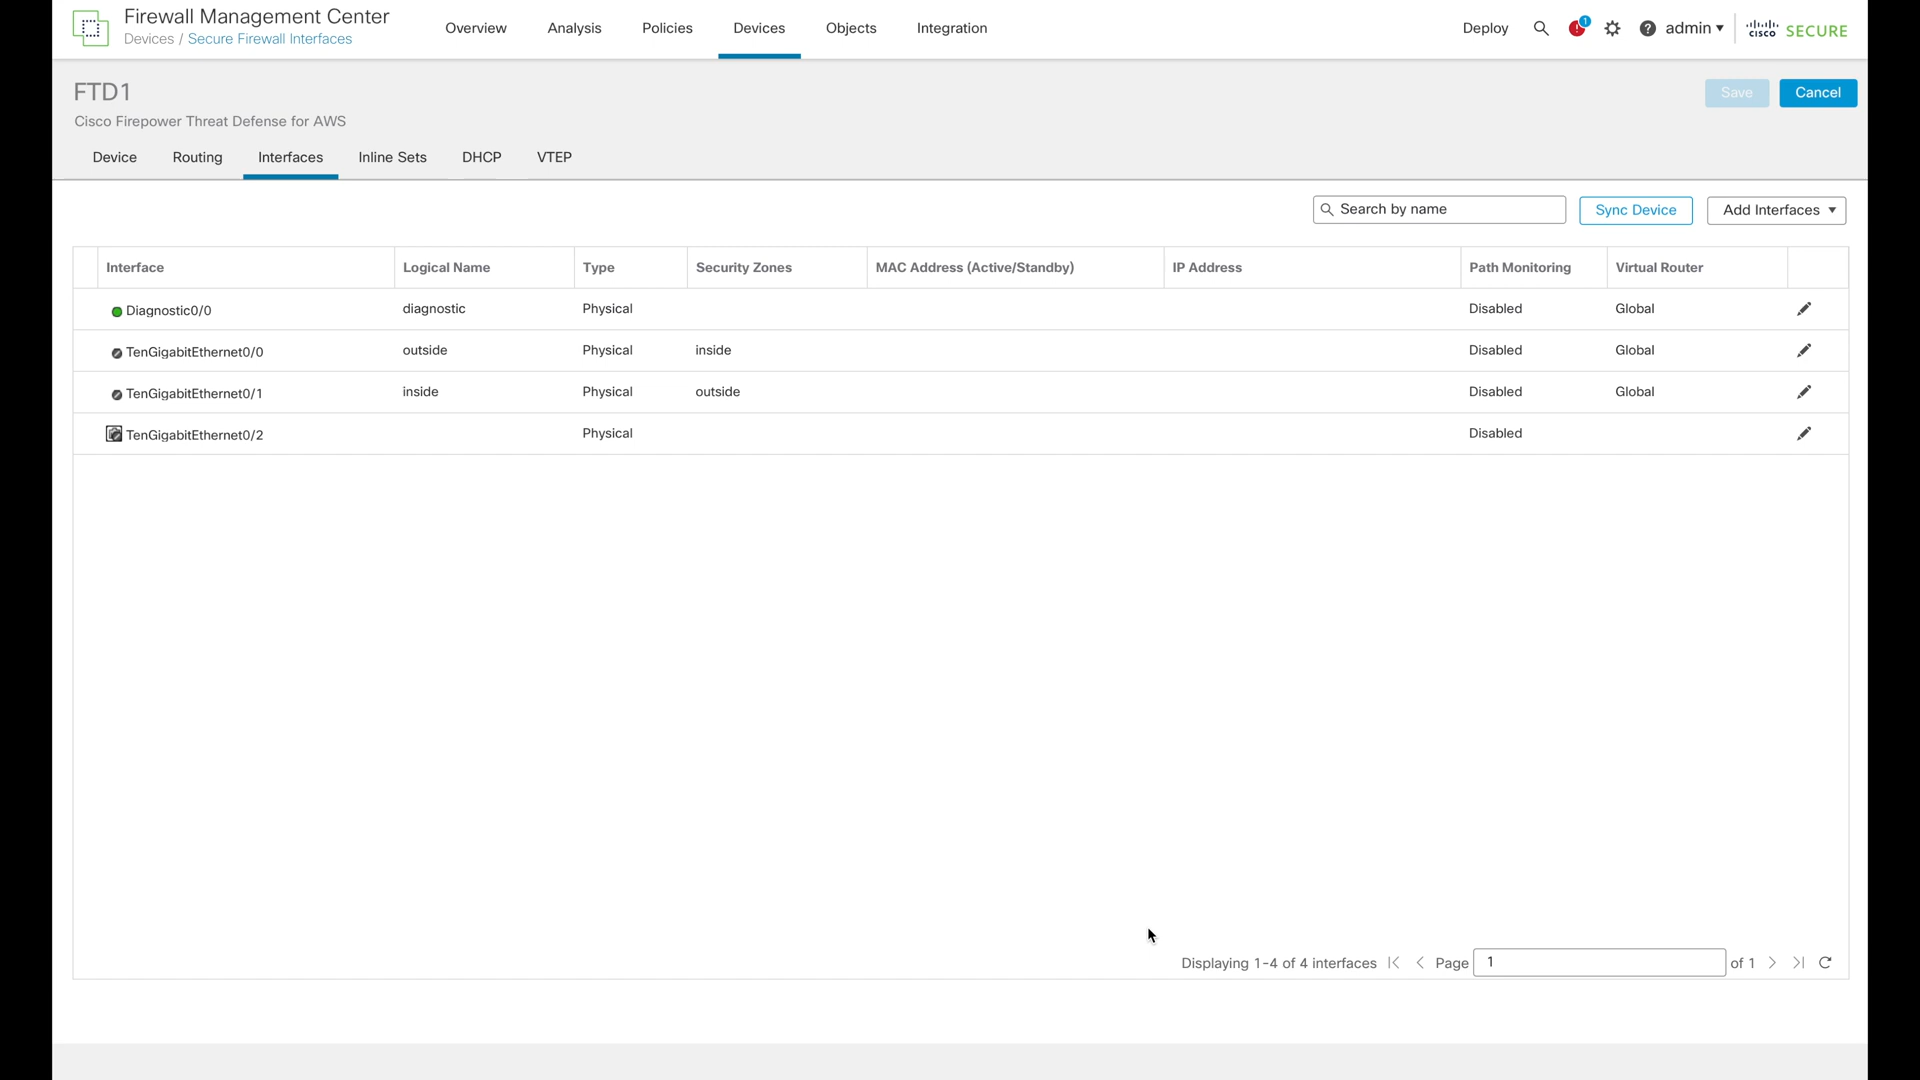 Firewall Management Center
Devices / Secure Firewall Interfaces
Overview Analysis Policies Devices Objects Integration
Deploy 1 admin
cisco SECURE
FTD1
Save Cancel
Cisco Firepower Threat Defense for AWS
Device Routing Interfaces Inline Sets DHCP VTEP
Search by name Sync Device Add Interfaces
Interface Logical Name Type Security Zones MAC Address (Active/Standby) IP Address Path Monitoring Virtual Router
Diagnostic0/0 diagnostic Physical Disabled Global
TenGigabitEthernet0/0 outside Physical inside Disabled Global
TenGigabitEthernet0/1 inside Physical outside Disabled Global
TenGigabitEthernet0/2 Physical Disabled
Displaying 1-4 of 4 interfaces Page 1 of 1